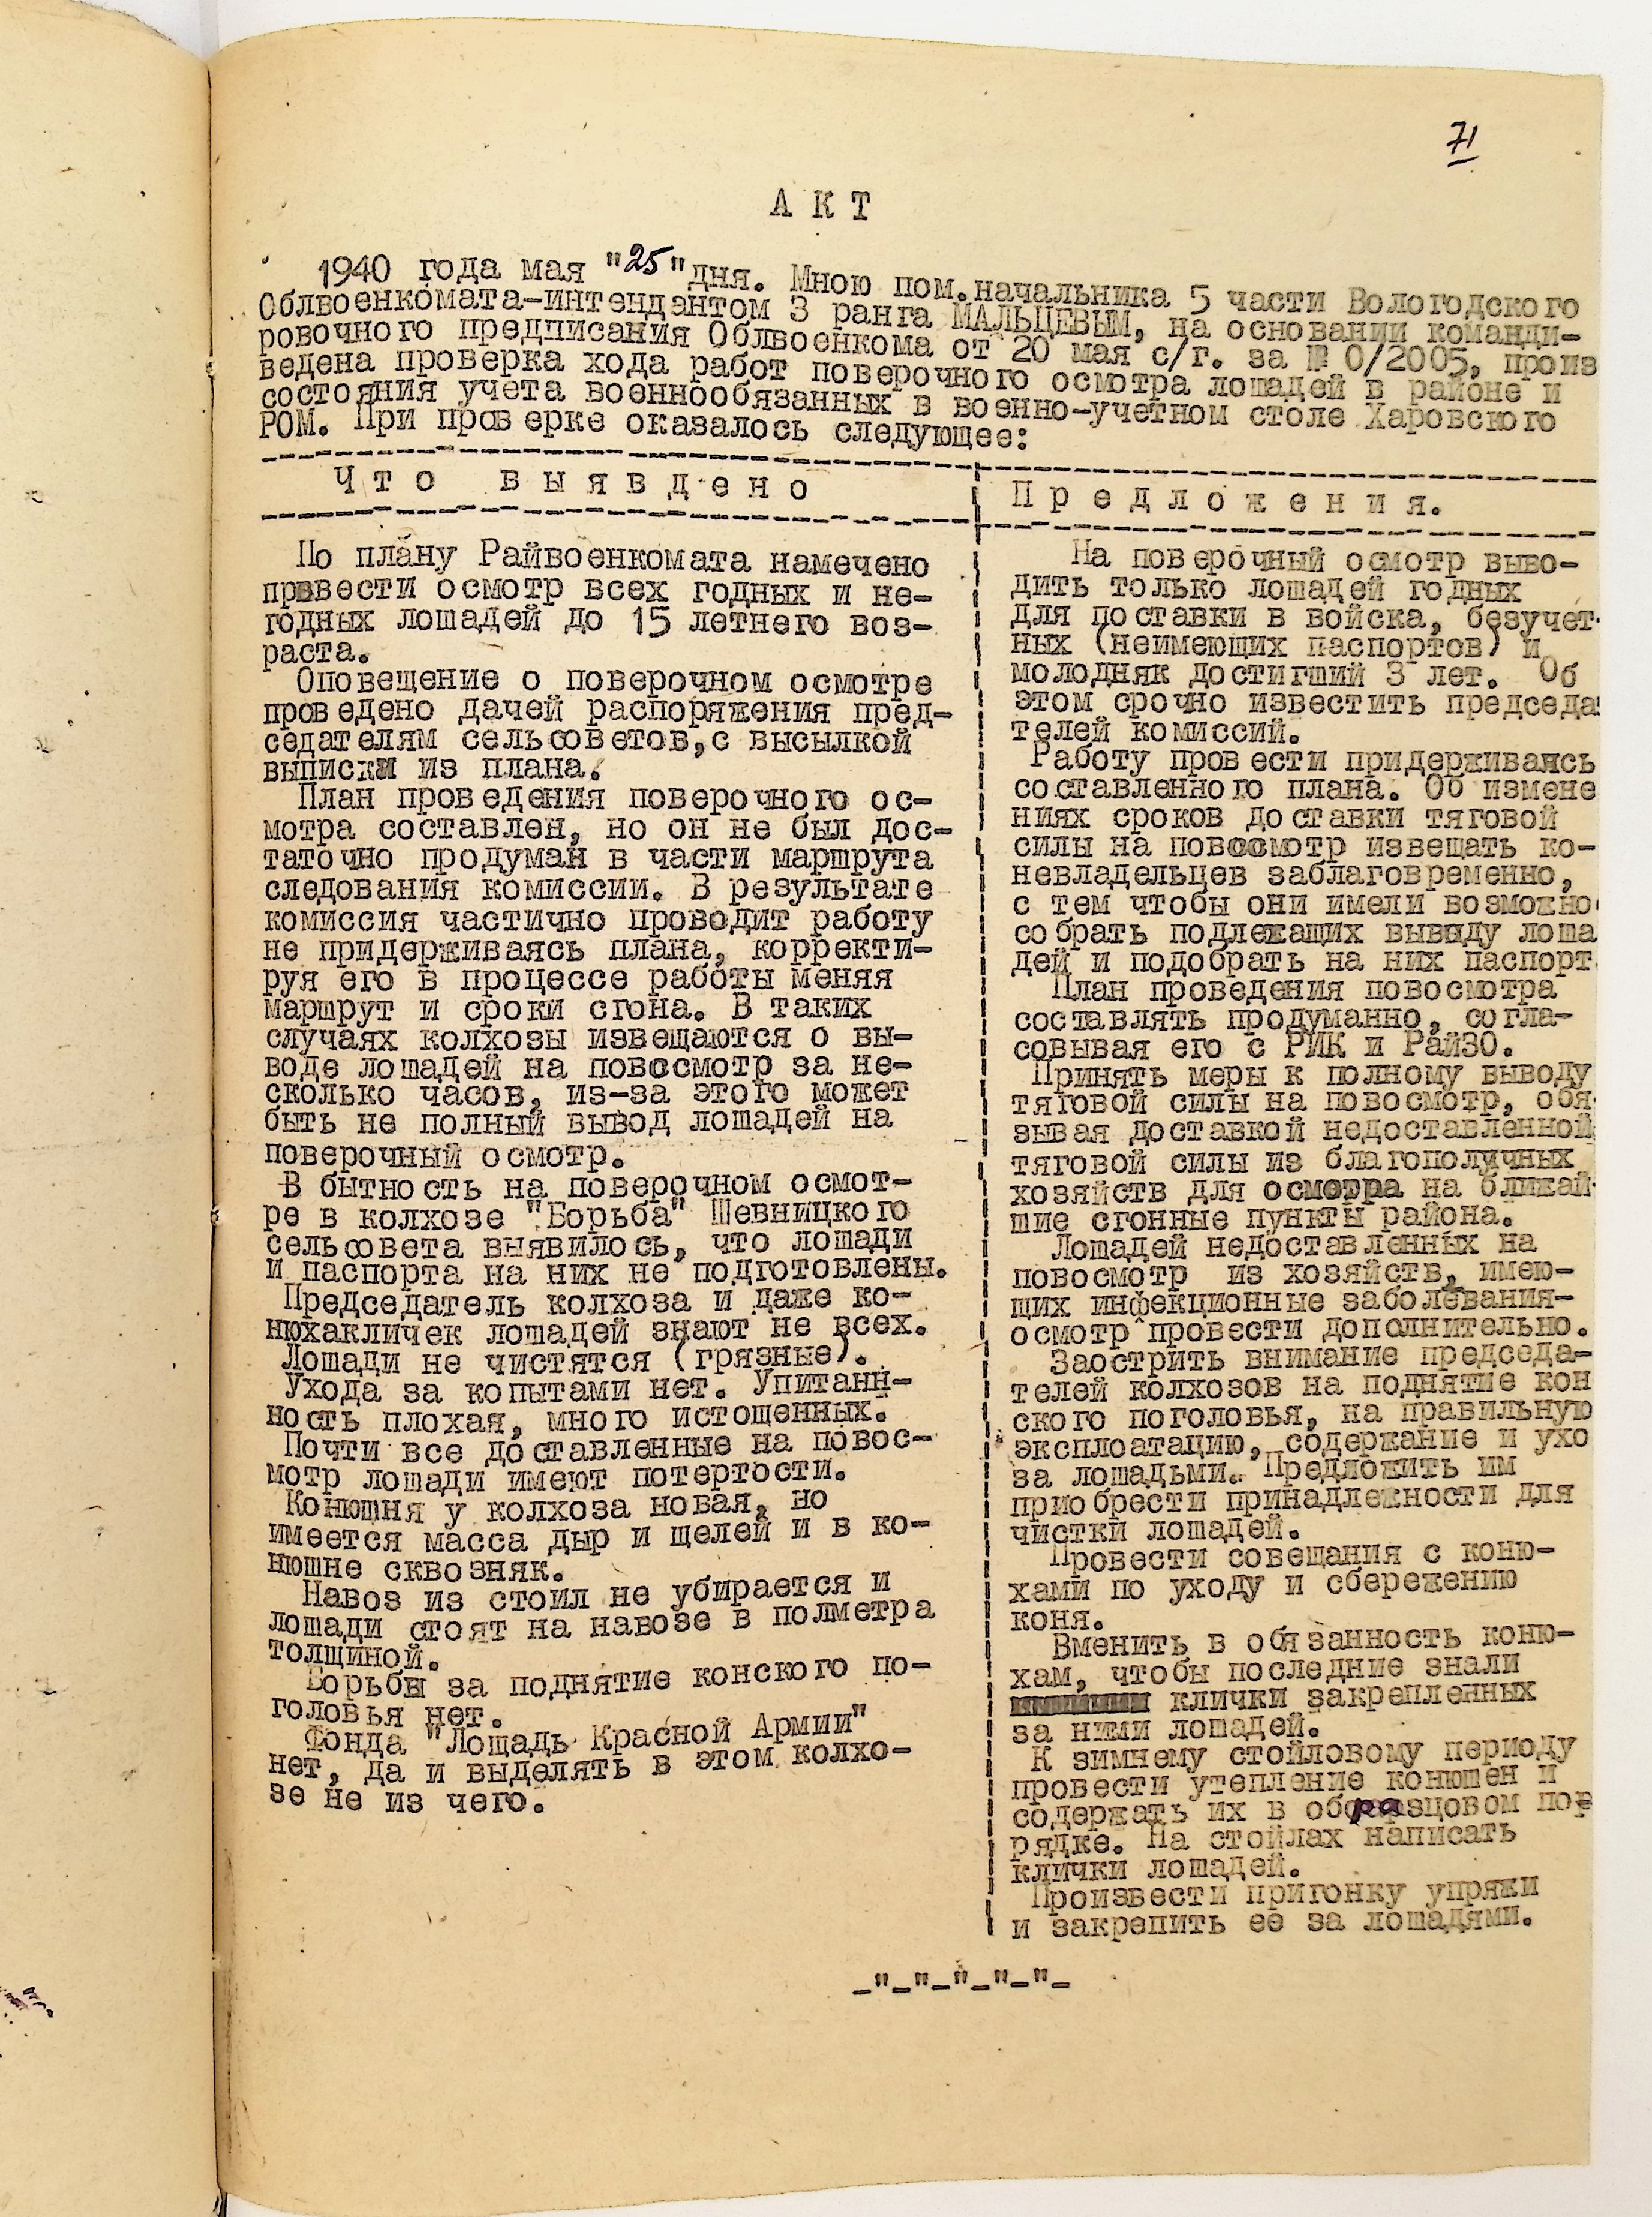 71
А К Т
1940 года мая "25"дня. Мною пом.начальника 5 части Вологодского
Облвоенкомата-интендантом 3 ранга МАЛЬЦЕВЫМ, на основании команди-
ровочного предписания Облвоенкома от 20 мая с/г. за № 0/2005, произ
ведена проверка хода работ поверочного осмотра лошадей в районе и
состояния учета военнообязанных в военно-учетном столе Харовского
РОМ. При проверке оказалось следующее:
Что выявдено
По плану Райвоенкомата намечено
провести осмотр всех годных и не-
годных лошадей до 15 летнего воз-
раста.
Оповещение о поверочном осмотре
проведено дачей распоряжения пред-
седателям сельсоветов,с высылкой
выписки из плана.
План проведения поверочного ос-
мотра составлен, но он не был дос-
таточно продуман в части маршрута
следования комиссии. В результате
комиссия частично проводит работу
не придерживаясь плана, корректи-
руя его в процессе работы меняя
маршрут и сроки сгона. В таких
случаях колхозы извещаются о вы-
воде лошадей на повосмотр за не-
сколько часов, из-за этого может
быть не полный вывод лошадей на
поверочный осмотр.
В бытность на поверочном осмот-
ре в колхозе "Борьба" Шевницкого
сельсовета выявилось, что лошади
и паспорта на них не подготовлены.
Председатель колхоза и даже ко-
нюхакличек лошадей знают не всех.
Лошади не чистятся (грязные).
Ухода за копытами нет. Упитанн-
ность плохая, много истощенных.
Почти все доставленные на повос-
мотр лошади имеют потертости.
Конюшня у колхоза новая, но
имеется масса дыр и щелей и в ко-
нюшне сквозняк.
Навоз из стоил не убирается и
лошади стоят на навозе в полметра
толщиной.
Борьбы за поднятие конского по-
головья нет.
Фонда "Лошадь Красной Армии"
нет, да и выделять в этом колхо-
зе не из чего.
Предложения.
На поверочный осмотр выво-
дить только лошадей годных
для поставки в войска, безучет-
ных (неимеющих паспортов) и
молодняк достигший 3 лет. Об
этом срочно известить председа
телей комиссий.
Работу провести придерживаясь
составленного плана. Об измене
ниях сроков доставки тяговой
силы на повосмотр извещать ко-
невладельцев заблаговременно,
с тем чтобы они имели возможно
собрать подлежащих выводу лоша
дей и подобрать на них паспорт
План проведения повосмотра
составлять продуманно, согла-
совывая его с РИК и РайЗО.
Принять меры к полному выводу
тяговой силы на повосмотр, обя-
зывая доставкой недоставленной
тяговой силы из благополучных
хозяйств для осмотра на ближай-
шие сгонные пункты района.
Лошадей недоставленных на
повосмотр из хозяйств, имею-
щих инфекционные заболевания-
осмотр провести дополнительно.
Заострить внимание председа-
телей колхозов на поднятие кон
ского поголовья, на правильную
эксплоатацию, содержание и ухо
за лошадьми. Предложить им
приобрести принадлежности для
чистки лошадей.
Провести совещания с коню-
хами по уходу и сбережению
коня.
Вменить в обязанность коню-
хам, чтобы последние знали
клички закрепленных
за ними лошадей.
К зимнему стойловому периоду
провести утепление конюшен и
содержать их в образцовом пор
рядке. На стойлах написать
клички лошадей.
Произвести пригонку упряжи
и закрепить ее за лошадями.
-"-"-"-"-"-